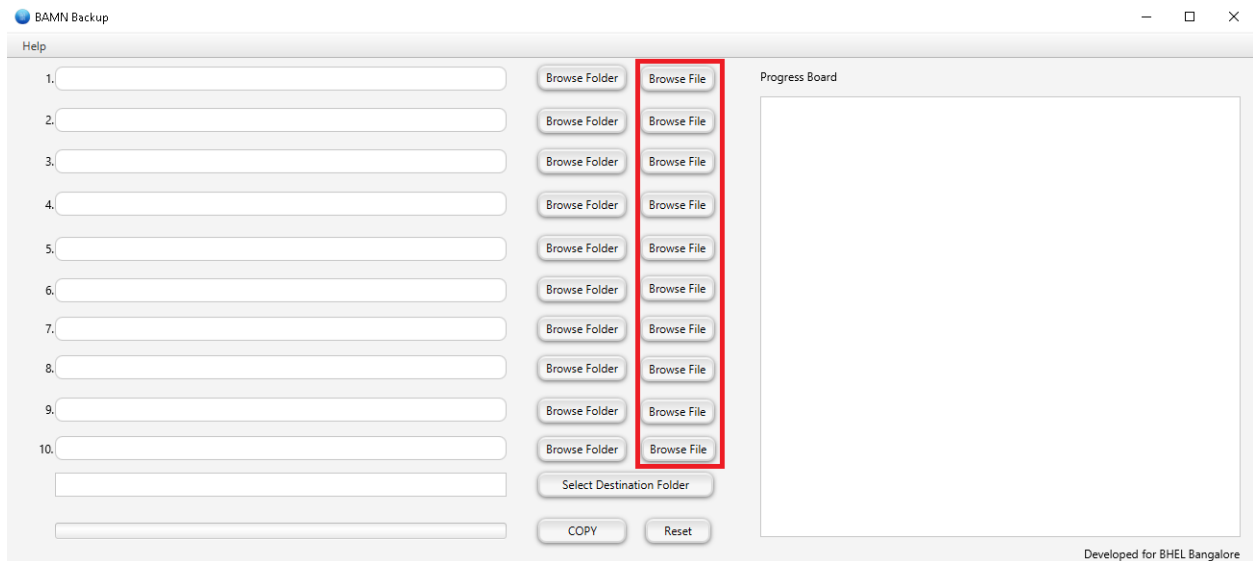 BAMN Backup
Help
1. Browse Folder Browse File Progress Board
2. Browse Folder Browse File
3. Browse Folder Browse File
4. Browse Folder Browse File
5. Browse Folder Browse File
6. Browse Folder Browse File
7. Browse Folder Browse File
8. Browse Folder Browse File
9. Browse Folder Browse File
10. Browse Folder Browse File
Select Destination Folder
COPY Reset
Developed for BHEL Bangalore